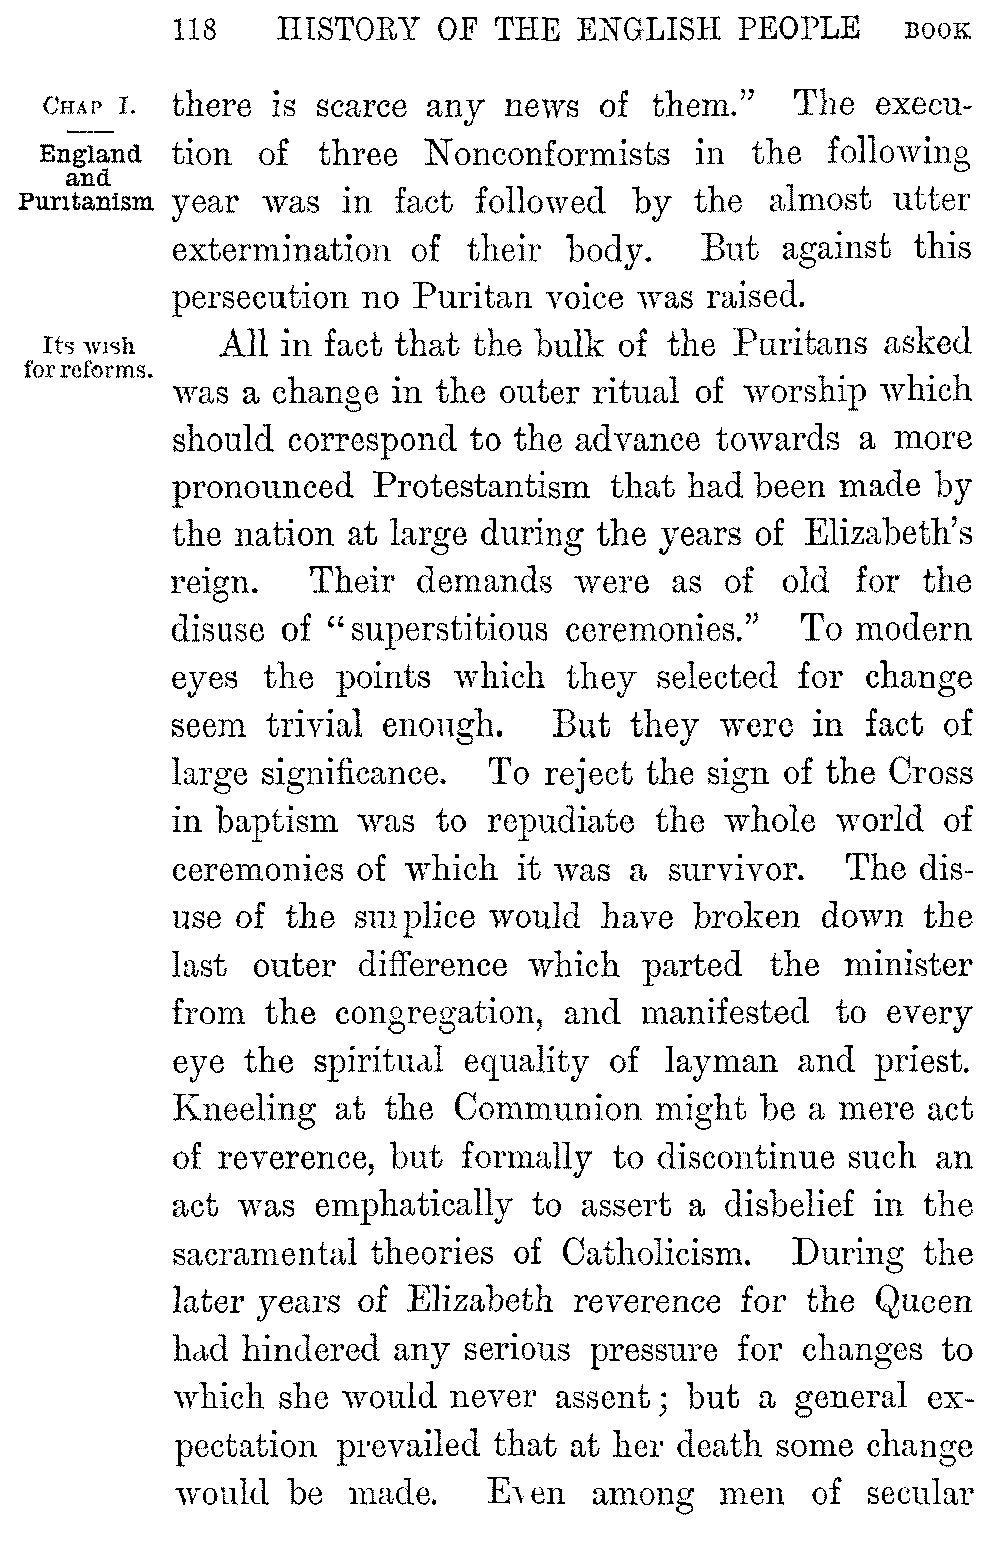 118 HISTORY OF THE ENGLISH PEOPLE BOOK
CHAP I.
England
and
Puritanism
there is scarce any news of them.” The execu-
tion of three Nonconformists in the following
year was in fact followed by the almost utter
extermination of their body. But against this
persecution no Puritan voice was raised.
Its wish
for reforms.
All in fact that the bulk of the Puritans asked
was a change in the outer ritual of worship which
should correspond to the advance towards a more
pronounced Protestantism that had been made by
the nation at large during the years of Elizabeth’s
reign. Their demands were as of old for the
disuse of “superstitious ceremonies.” To modern
eyes the points which they selected for change
seem trivial enough. But they were in fact of
large significance. To reject the sign of the Cross
in baptism was to repudiate the whole world of
ceremonies of which it was a survivor. The dis-
use of the surplice would have broken down the
last outer difference which parted the minister
from the congregation, and manifested to every
eye the spiritual equality of layman and priest.
Kneeling at the Communion might be a mere act
of reverence, but formally to discontinue such an
act was emphatically to assert a disbelief in the
sacramental theories of Catholicism. During the
later years of Elizabeth reverence for the Queen
had hindered any serious pressure for changes to
which she would never assent; but a general ex-
pectation prevailed that at her death some change
would be made. Even among men of secular